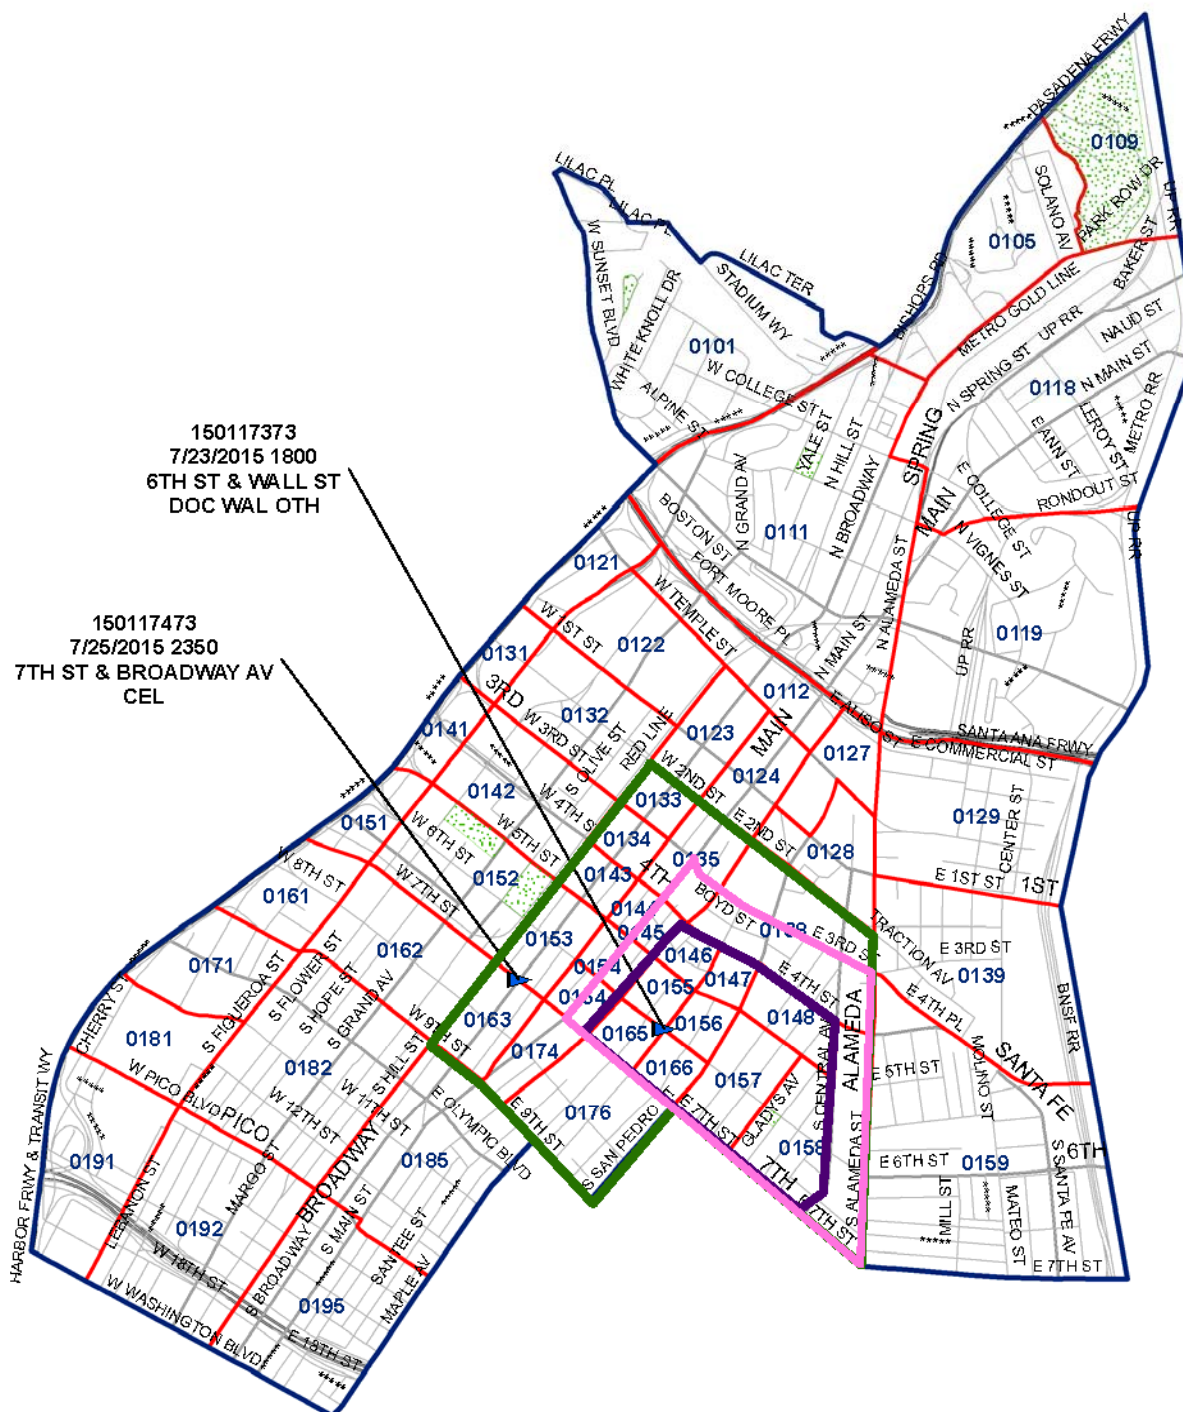 PASADENA FRWY
*****
*****
0109
LILAC PL
SOLANO AV
PARK ROW DR
UP RR
LILAC PL
*****
0105
W SUNSET BLVD
LILAC TER
BISHOPS RD
*****
BAKER ST
STADIUM WY
METRO GOLD LINE
UP RR
NAUD ST
WHITE KNOLL DR
0101
*****
N SPRING ST
W COLLEGE ST
*****
0118
N MAIN ST
ALPINE ST
*****
YALE ST
N HILL ST
SPRING
*****
METRO RR
LEROY ST
150117373
7/23/2015 1800
6TH ST & WALL ST
DOC WAL OTH
*****
N GRAND AV
N BROADWAY
E ANN ST
E COLLEGE ST
RONDOUT ST
MAIN
BOSTON ST
0111
N VIGNES ST
UP RR
*****
0121
FORT MOORE PL
N ALAMEDA ST
*****
150117473
7/25/2015 2350
7TH ST & BROADWAY AV
CEL
W 1ST ST
W TEMPLE ST
0122
*****
N MAIN ST
0119
UP RR
0131
*****
*****
3RD
0112
*****
0132
E ALISO ST
SANTA ANA FRWY
0141
W 3RD ST
S OLIVE ST
RED LINE
0123
MAIN
E COMMERCIAL ST
*****
*****
0127
0142
W 4TH ST
W 2ND ST
0124
*****
0133
0151
W 6TH ST
W 5TH ST
0134
E 2ND ST
0129
CENTER ST
W 8TH ST
W 7TH ST
0152
0143
4TH
0135
0128
E 1ST ST
1ST
0161
0144
BOYD ST
0153
0145
0138
TRACTION AV
0162
E 3RD ST
E 3RD ST
0171
*****
S FLOWER ST
0154
0146
0147
0139
S FIGUEROA ST
S HOPE ST
S GRAND AV
0155
E 4TH ST
E 4TH PL
CHERRY ST
0164
0148
BNSF RR
0163
0165
0156
ALAMEDA
0181
W 9TH ST
0174
S CENTRAL AV
SANTA FE
0182
S HILL ST
0166
0157
E 5TH ST
MOLINO ST
W PICO BLVD
*****
W 11TH ST
GLADYS AV
*****
PICO
W 12TH ST
E OLYMPIC BLVD
E 9TH ST
0176
E 7TH ST
HARBOR FRWY & TRANSIT WY
*****
BROADWAY
S SAN PEDRO
0158
6TH
0191
MARGO ST
0185
7TH
E 6TH ST
0159
LEBANON ST
*****
*****
S ALAMEDA ST
*****
0192
S MAIN ST
SANTEE ST
E 7TH ST
MILL ST
MATEO ST
S SANTA FE AV
W 18TH ST
S BROADWAY
*****
MAPLE AV
*****
E 7TH ST
W WASHINGTON BLVD
0195
E 18TH ST
*****
*****